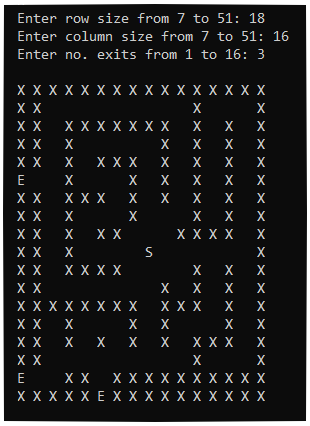 Enter row size from 7 to 51: 18
Enter column size from 7 to 51: 16
Enter no. exits from 1 to 16: 3
X X X X X X X X X X X X X X X X
X X                   X       X
X X   X X X X X X X   X   X   X
X X   X           X   X   X   X
X X   X   X X X   X   X   X   X
E     X       X   X   X   X   X
X X   X X X   X   X   X   X   X
X X   X       X       X   X   X
X X   X   X X       X X X X   X
X X   X         S             X
X X   X X X X         X   X   X
X X               X   X   X   X
X X X X X X X X   X X X   X   X
X X   X       X   X       X   X
X X   X   X   X   X   X X X   X
X X                   X       X
E     X X   X X X X X X X X X X
X X X X X E X X X X X X X X X X